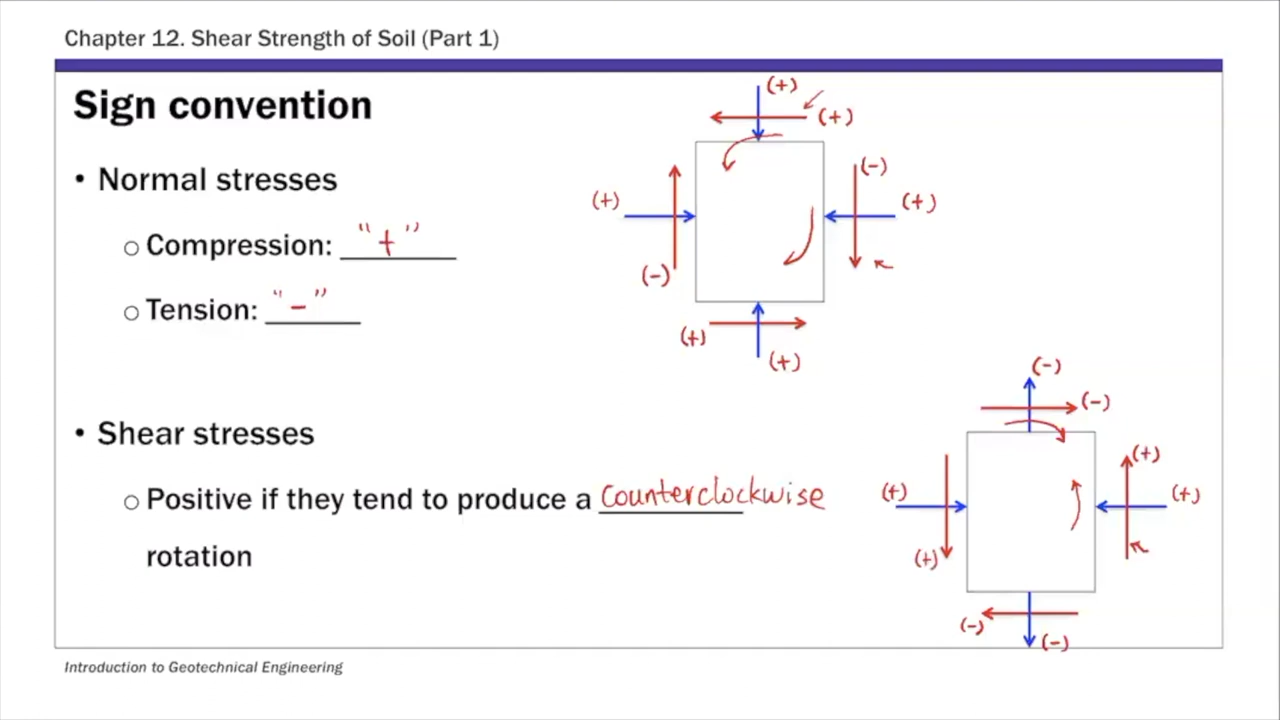 Chapter 12. Shear Strength of Soil (Part 1)
Sign convention
• Normal stresses
○ Compression: "+"
○ Tension: "-"
• Shear stresses
○ Positive if they tend to produce a counterclockwise
rotation
(+)
(+)
(-)
(+)
(+)
(-)
(+)
(+)
(-)
(-)
(+)
(+)
(+)
(+)
(-)
(-)
Introduction to Geotechnical Engineering